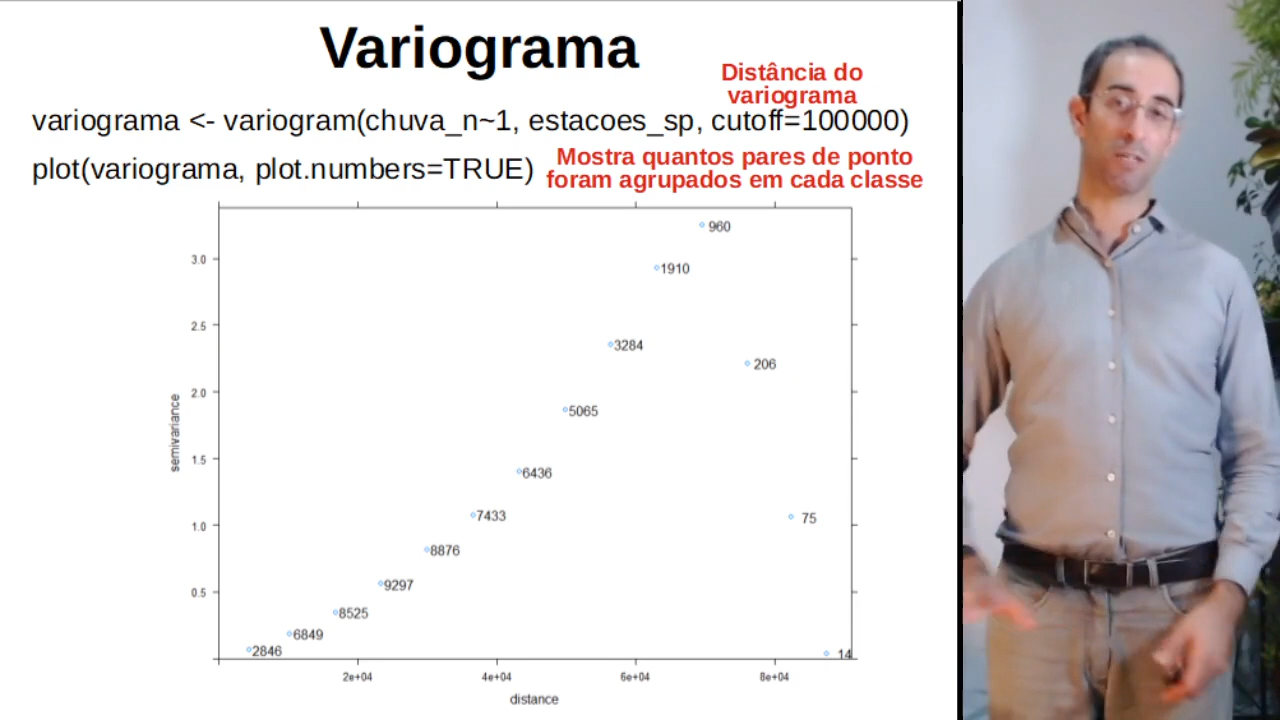 Variograma
Distância do
variograma
variograma <- variogram(chuva_n~1, estacoes_sp, cutoff=100000)
plot(variograma, plot.numbers=TRUE)
Mostra quantos pares de ponto
foram agrupados em cada classe
960
3.0
1910
2.5
3284
206
2.0
5065
semivariance
1.5
6436
7433
75
1.0
8876
9297
0.5
8525
6849
2846
14
2e+04
4e+04
6e+04
8e+04
distance